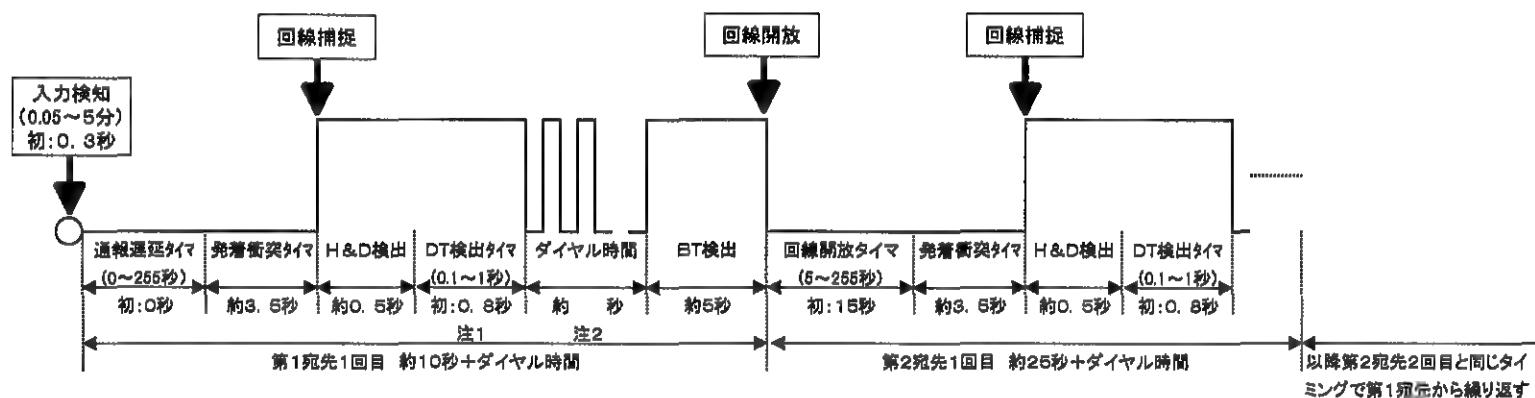 回線捕捉
回線開放
回線捕捉
入力検知
(0.05～5分)
初:0.3秒
通報遅延タイマ
(0～255秒)
初:0秒
発着衝突タイマ
約3.5秒
H&D検出
約0.5秒
DT検出タイマ
(0.1～1秒)
初:0.8秒
ダイヤル時間
約 秒
BT検出
約5秒
回線開放タイマ
(5～255秒)
初:15秒
発着衝突タイマ
約3.5秒
H&D検出
約0.5秒
DT検出タイマ
(0.1～1秒)
初:0.8秒
注1
注2
第1宛先1回目 約10秒+ダイヤル時間
第2宛先1回目 約25秒+ダイヤル時間
以降第2宛先2回目と同じタイ
ミングで第1宛先から繰り返す